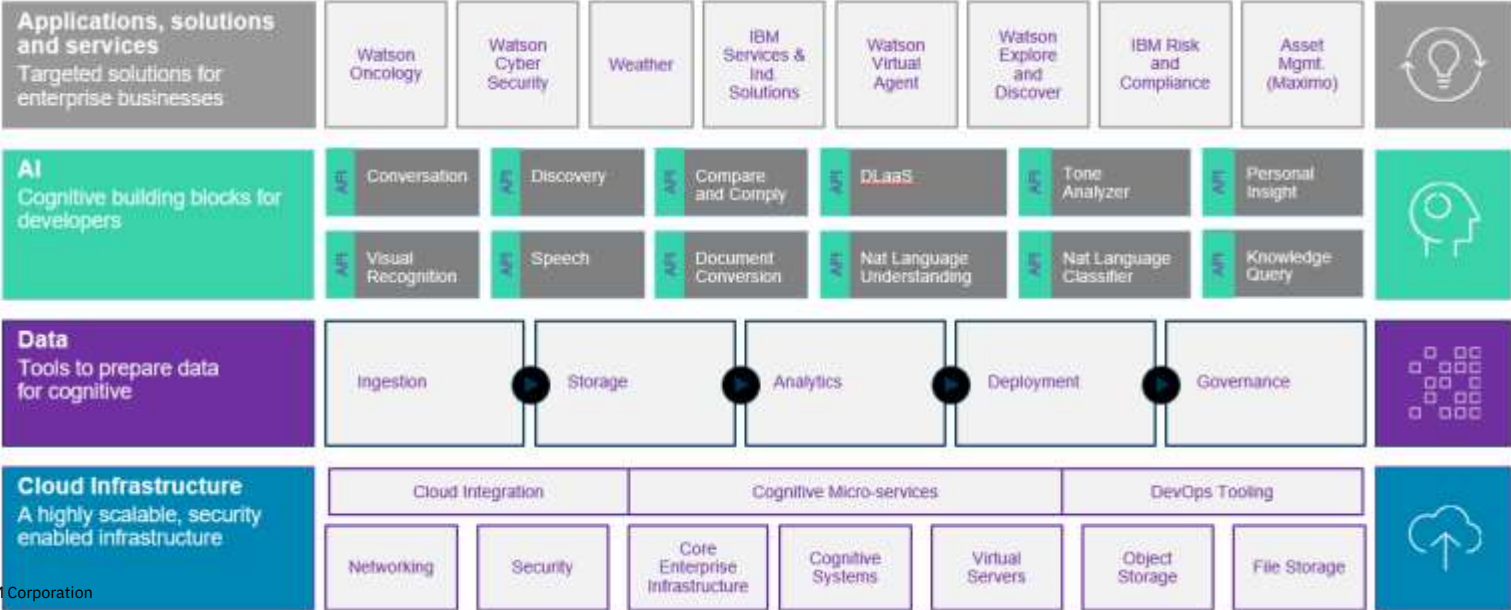 Applications, solutions
and services
Targeted solutions for
enterprise businesses
Watson
Oncology
Watson
Cyber
Security
Weather
IBM
Services &
Ind
Solutions
Watson
Virtual
Agent
Watson
Explore
and
Discover
IBM Risk
and
Compliance
Asset
Mgmt.
(Maximo)
AI
Cognitive building blocks for
developers
API
Conversation
API
Discovery
API
Compare
and Comply
API
DLaaS
API
Tone
Analyzer
API
Personal
Insight
API
Visual
Recognition
API
Speech
API
Document
Conversion
API
Nat Language
Understanding
API
Nat Language
Classifier
API
Knowledge
Query
Data
Tools to prepare data
for cognitive
Ingestion
Storage
Analytics
Deployment
Governance
Cloud Infrastructure
A highly scalable, security
enabled infrastructure
Cloud Integration
Cognitive Micro-services
DevOps Tooling
Networking
Security
Core
Enterprise
Infrastructure
Cognitive
Systems
Virtual
Servers
Object
Storage
File Storage
Corporation